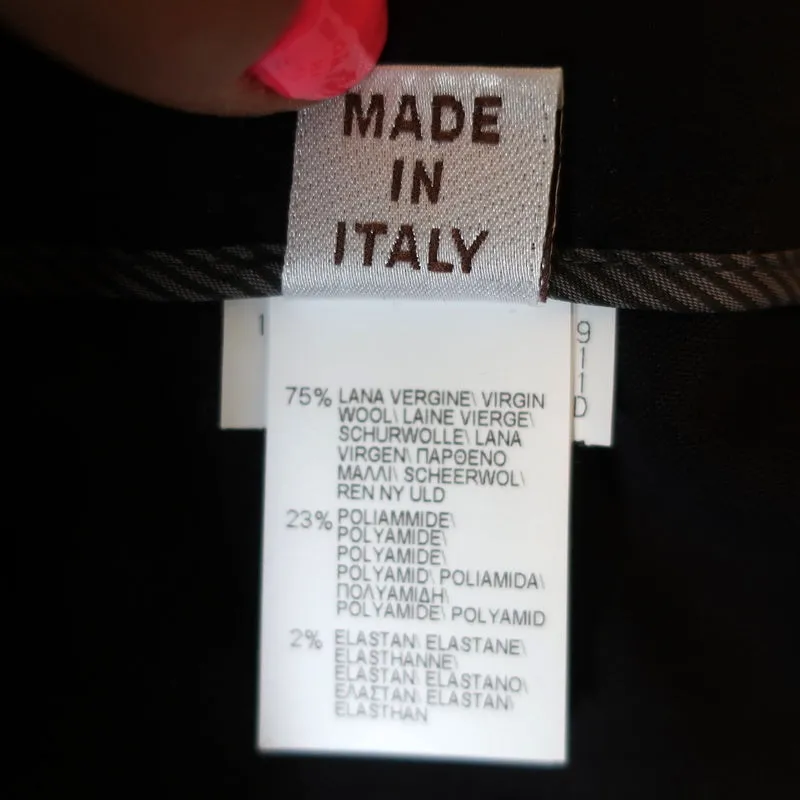 MADE
IN
ITALY
1
9
1
1
D
75% LANA VERGINE\ VIRGIN
WOOL\ LAINE VIERGE\
SCHURWOLLE\ LANA
VIRGEN\ ΠΑΡΘΕΝΟ
ΜΑΛΛΙ\ SCHEERWOL\
REN NY ULD
23% POLIAMMIDE\
POLYAMIDE\
POLYAMIDE\
POLYAMID\ POLIAMIDA\
ΠΟΛΥΑΜΙΔΗ\
POLYAMIDE\ POLYAMID
2% ELASTAN\ ELASTANE\
ELASTHANNE\
ELASTAN\ ELASTANO\
ΕΛΑΣΤΑΝ\ ELASTAN\
ELASTHAN